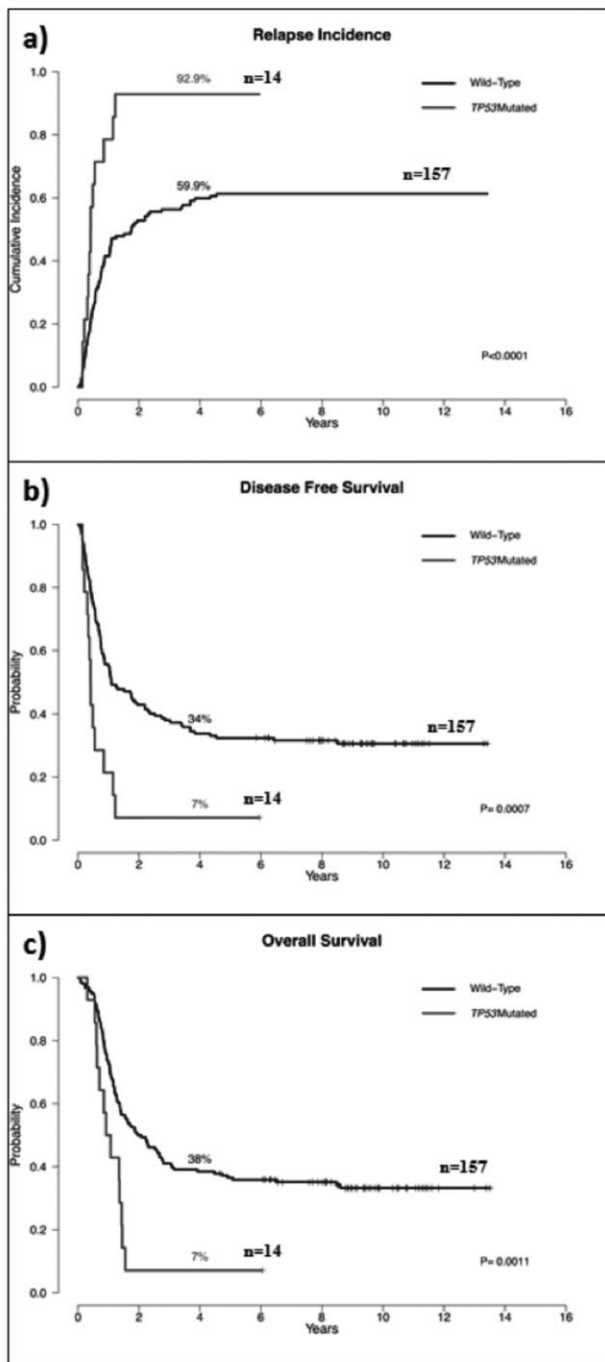 a)
Relapse Incidence
92.9%
n=14
Wild-Type
TP53Mutated
59.9%
n=157
P<0.0001
Cumulative Incidence
1.0
0.8
0.6
0.4
0.2
0.0
0 2 4 6 8 10 12 14 16
Years
b)
Disease Free Survival
Wild-Type
TP53Mutated
34%
n=157
7%
n=14
P= 0.0007
Probability
1.0
0.8
0.6
0.4
0.2
0.0
0 2 4 6 8 10 12 14 16
Years
c)
Overall Survival
Wild-Type
TP53Mutated
38%
n=157
7%
n=14
P= 0.0011
Probability
1.0
0.8
0.6
0.4
0.2
0.0
0 2 4 6 8 10 12 14 16
Years